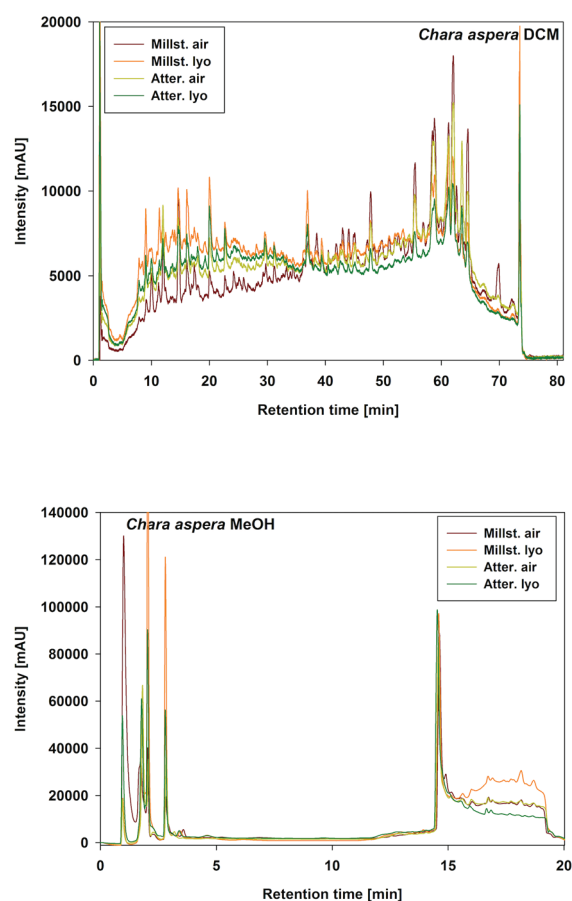 Chara aspera DCM
Millst. air
Millst. lyo
Atter. air
Atter. lyo
Intensity [mAU]
20000
15000
10000
5000
0
0 10 20 30 40 50 60 70 80
Retention time [min]
Chara aspera MeOH
Millst. air
Millst. lyo
Atter. air
Atter. lyo
Intensity [mAU]
140000
120000
100000
80000
60000
40000
20000
0
0 5 10 15 20
Retention time [min]